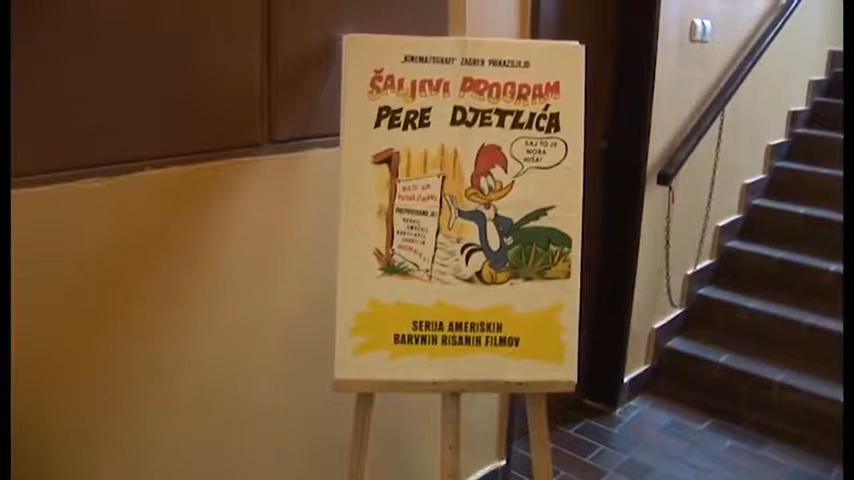 „KINEMATOGRAFI" ZAGREB PRIKAZUJEJO
ŠALJIVI PROGRAM
PERE DJETLIĆA
SAJ TO JE
NORA
HIŠA!
SERIJA AMERIŠKIH
BARVNIH RISANIH FILMOV